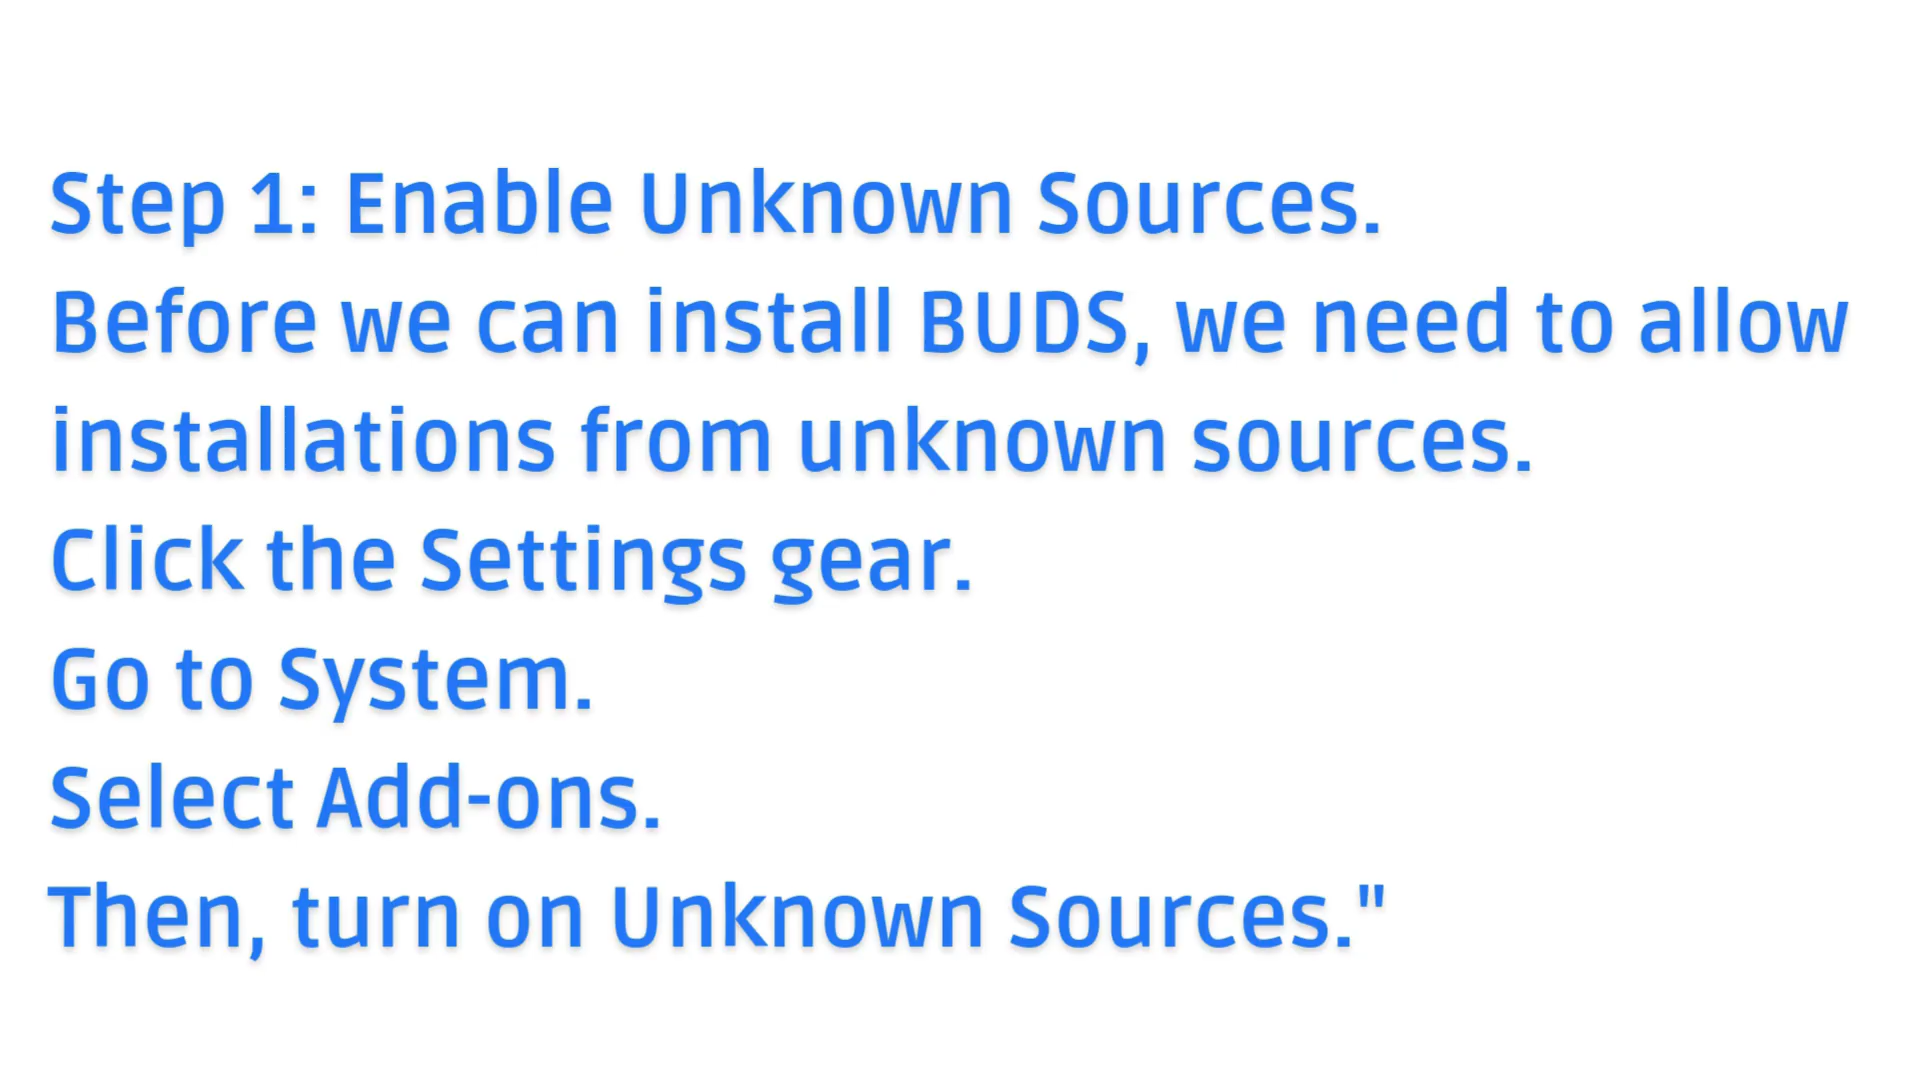 Step 1: Enable Unknown Sources.
Before we can install BUDS, we need to allow
installations from unknown sources.
Click the Settings gear.
Go to System.
Select Add-ons.
Then, turn on Unknown Sources."